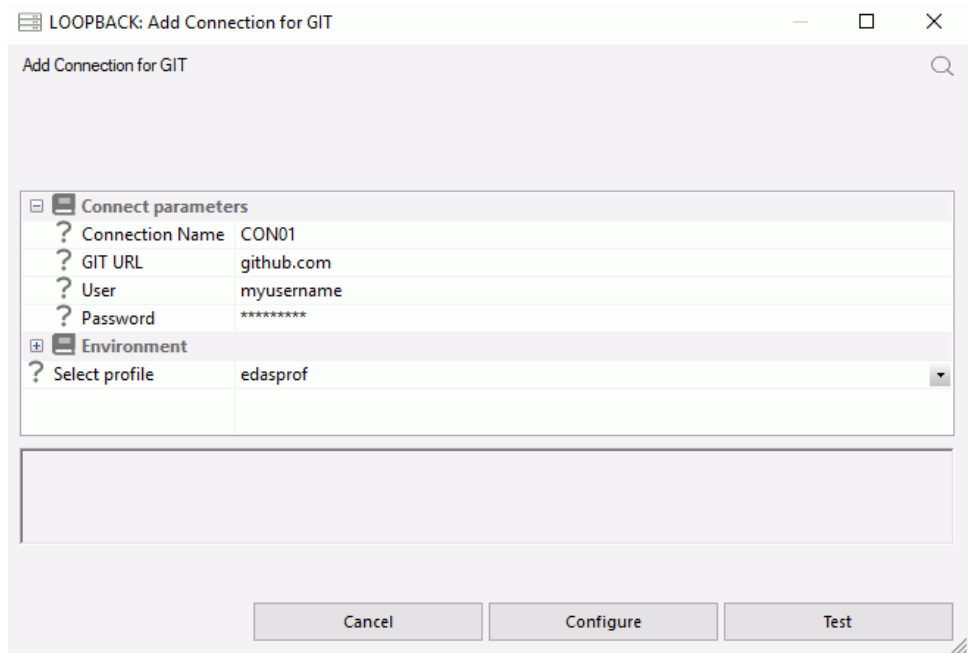 LOOPBACK: Add Connection for GIT
Add Connection for GIT
Connect parameters
? Connection Name CON01
? GIT URL github.com
? User myusername
? Password *********
Environment
? Select profile edasprof
Cancel Configure Test